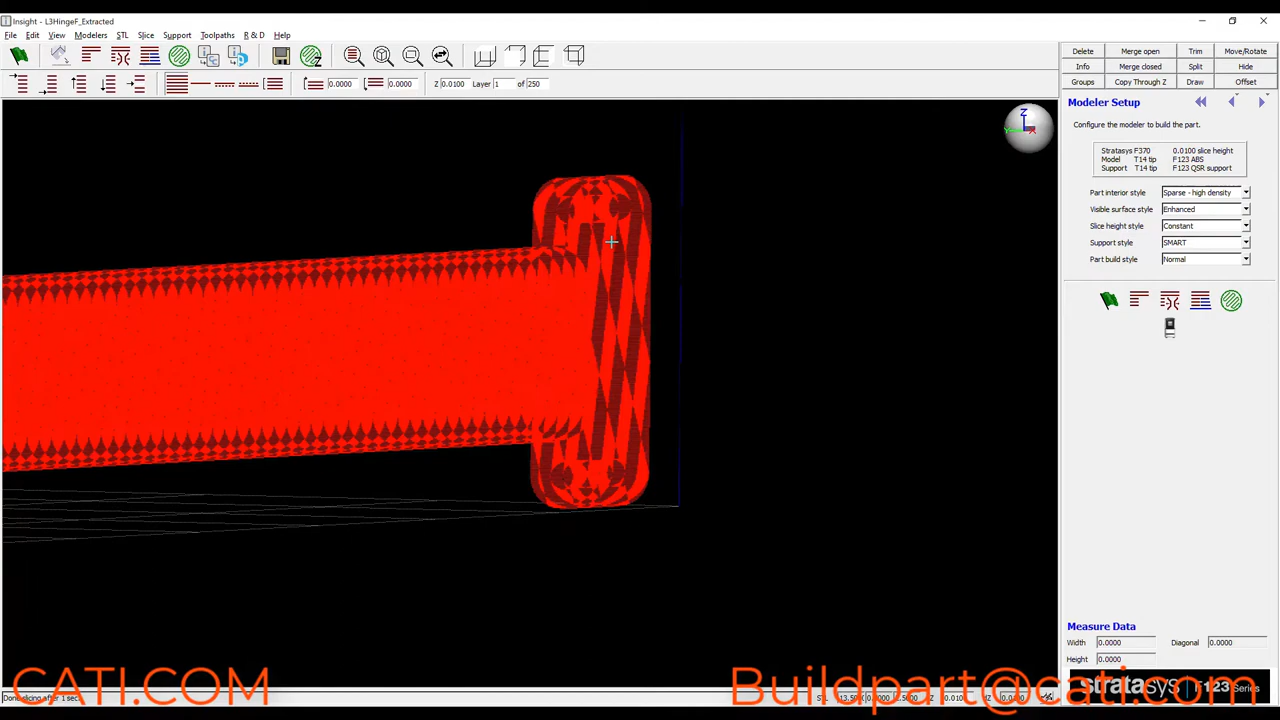 Insight - L3HingeF_Extracted
File Edit View Modelers STL Slice Support Toolpaths R & D Help
0.0000 0.0000 Z 0.0100 Layer 1 of 250
Delete Merge open Trim Move/Rotate
Info Merge closed Split Hide
Groups Copy Through Z Draw Offset
Modeler Setup
Configure the modeler to build the part.
Stratasys F370 0.0100 slice height
Model T14 tip F123 ABS
Support T14 tip F123 QSR support
Part interior style Sparse - high density
Visible surface style Enhanced
Slice height style Constant
Support style SMART
Part build style Normal
Z
Y X
Measure Data
Width 0.0000 Diagonal 0.0000
Height 0.0000
CATI.COM
Buildpart@cati.com
Done slicing after 1 sec
stratasys F123 Series